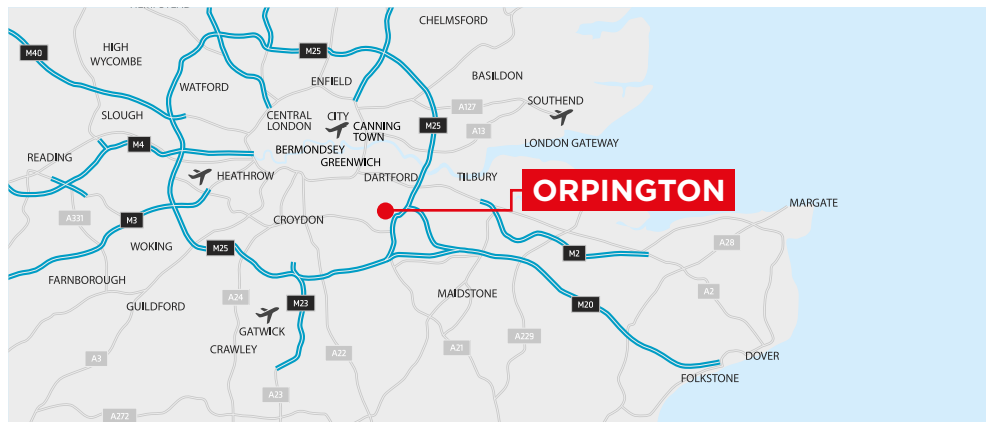 HEMPSTEAD
CHELMSFORD
M40
HIGH
WYCOMBE
M25
ENFIELD
BASILDON
WATFORD
SLOUGH
CENTRAL
LONDON
CITY
CANNING
TOWN
M25
A127
A13
SOUTHEND
LONDON GATEWAY
BERMONDSEY
GREENWICH
M4
READING
HEATHROW
DARTFORD
TILBURY
ORPINGTON
MARGATE
A331
M3
CROYDON
WOKING
M25
M2
A28
FARNBOROUGH
GUILDFORD
A24
M23
GATWICK
CRAWLEY
MAIDSTONE
M20
A2
A3
A22
A21
A229
DOVER
FOLKSTONE
A23
A272